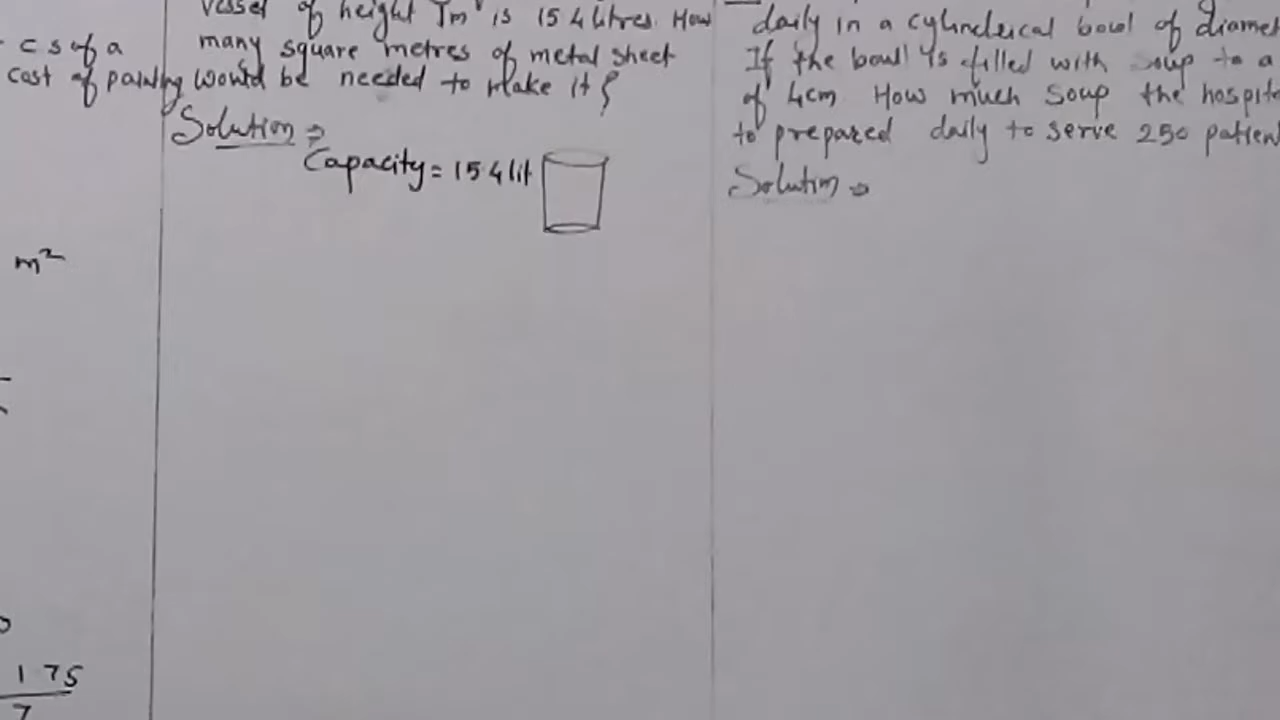 c s of a
cost of painting
m²
1.75
7
vessel of height 1m is 15.4 litres. How
many square metres of metal sheet
would be needed to make it?
Solution ⇒
Capacity = 15.4 lit
daily in a cylinderical bowl of diamet
If the bowl is filled with soup to a
of 4cm How much soup the hospit
to prepared daily to serve 250 patien
Solution ⇒